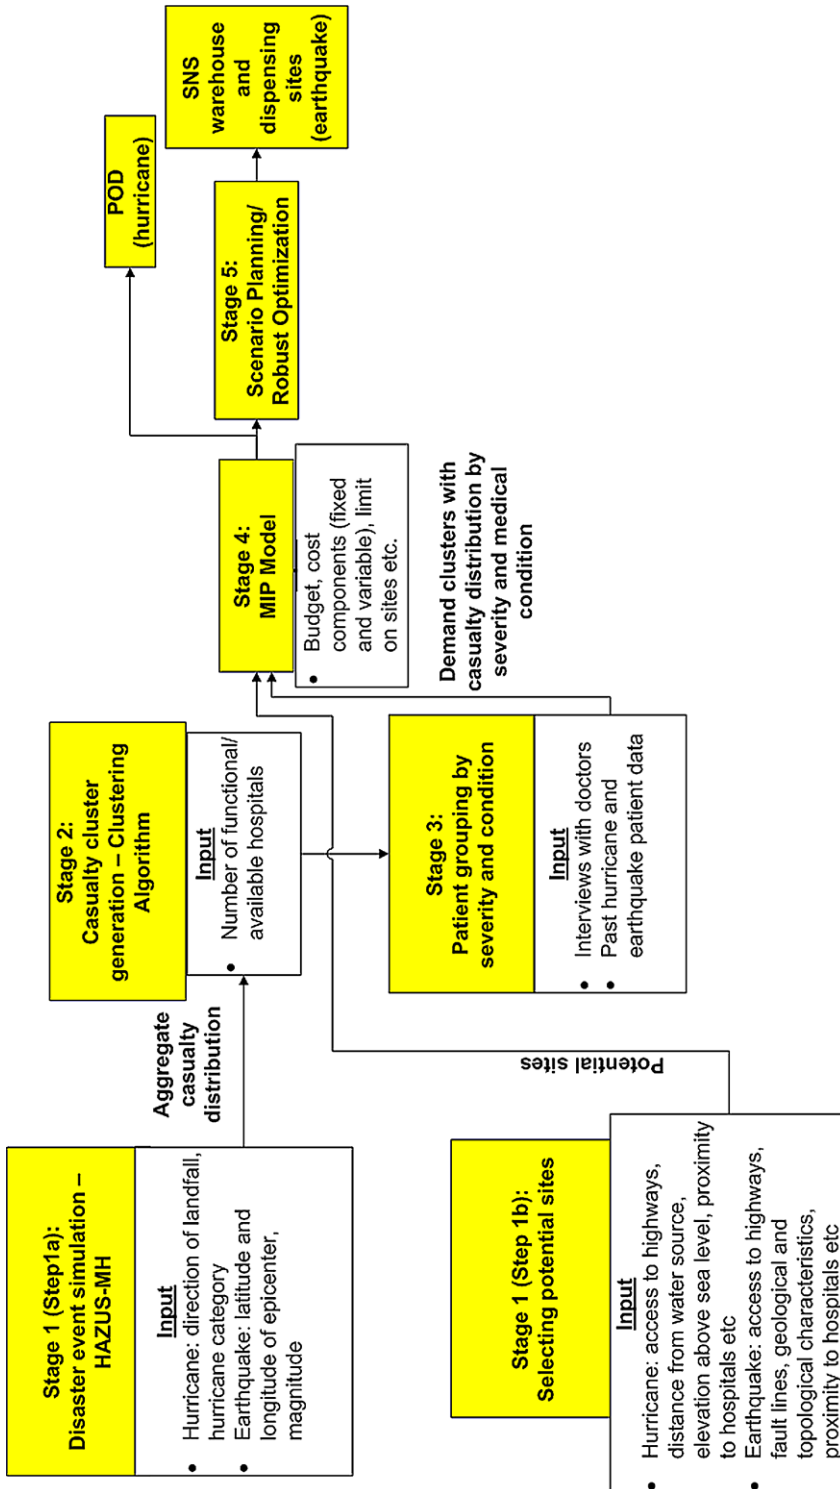 Stage 1 (Step1a):
Disaster event simulation –
HAZUS-MH
Input
• Hurricane: direction of landfall,
hurricane category
• Earthquake: latitude and
longitude of epicenter,
magnitude
Aggregate
casualty
distribution
Stage 2:
Casualty cluster
generation – Clustering
Algorithm
Input
• Number of functional/
available hospitals
Stage 1 (Step 1b):
Selecting potential sites
Input
• Hurricane: access to highways,
distance from water source,
elevation above sea level, proximity
to hospitals etc
• Earthquake: access to highways,
fault lines, geological and
topological characteristics,
proximity to hospitals etc
Potential sites
Stage 3:
Patient grouping by
severity and condition
Input
• Interviews with doctors
• Past hurricane and
earthquake patient data
Demand clusters with
casualty distribution by
severity and medical
condition
Stage 4:
MIP Model
• Budget, cost
components (fixed
and variable), limit
on sites etc.
Stage 5:
Scenario Planning/
Robust Optimization
POD
(hurricane)
SNS
warehouse
and
dispensing
sites
(earthquake)